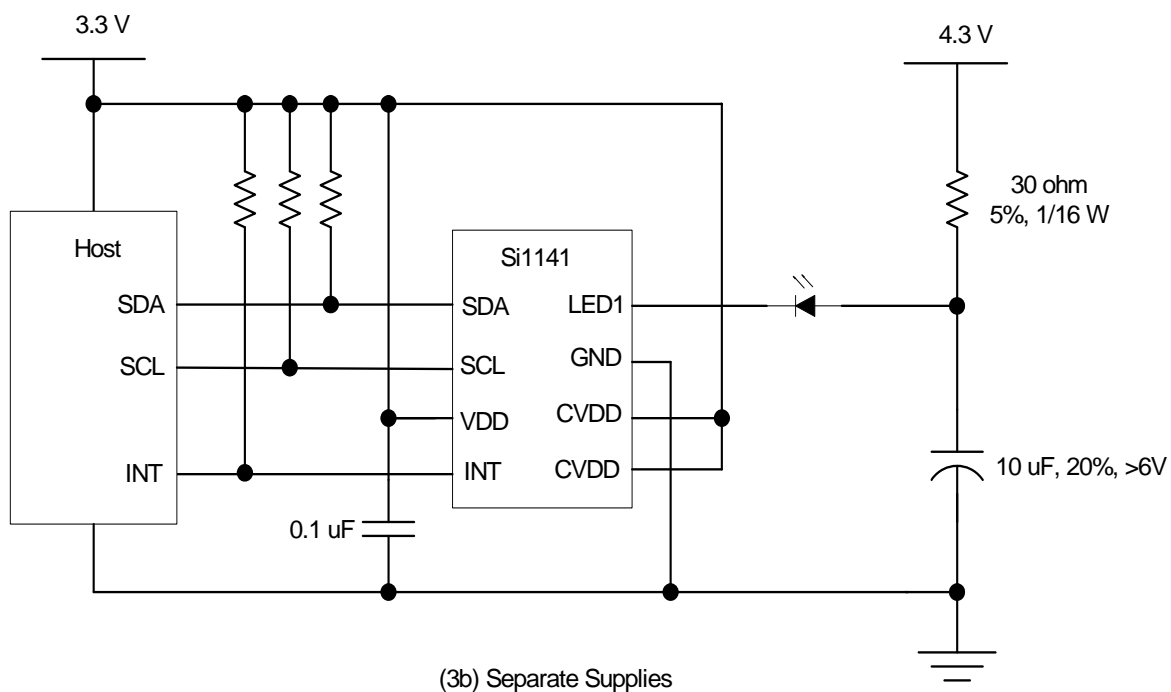 3.3 V
4.3 V
30 ohm
5%, 1/16 W
Host
SDA
SCL
INT
Si1141
SDA
SCL
VDD
INT
LED1
GND
CVDD
CVDD
0.1 uF
10 uF, 20%, >6V
(3b) Separate Supplies